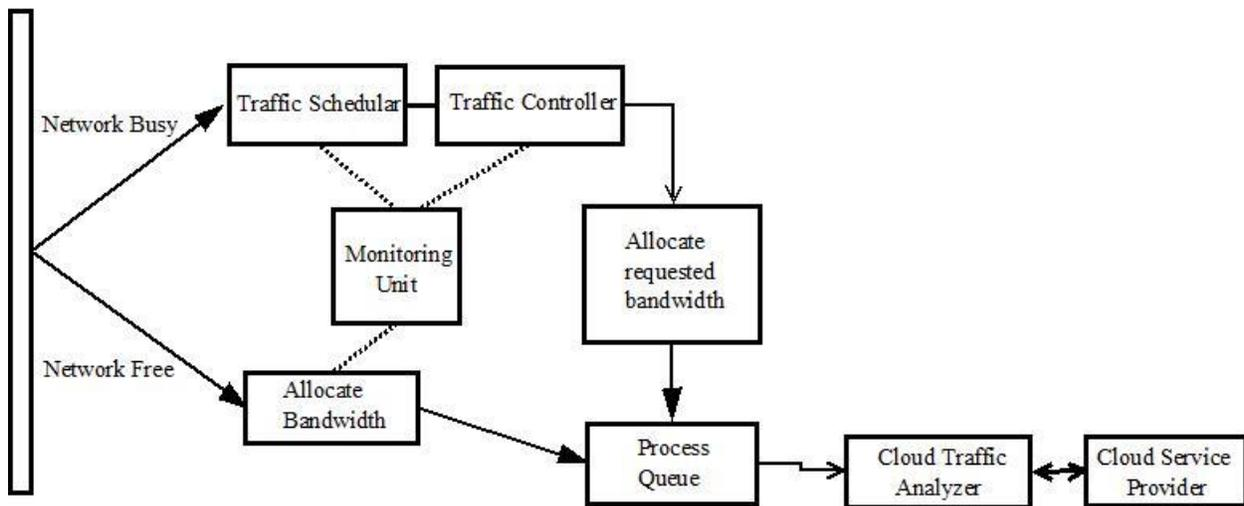 Traffic Schedular
Traffic Controller
Network Busy
Allocate
requested
bandwidth
Monitoring
Unit
Network Free
Allocate
Bandwidth
Process
Queue
Cloud Traffic
Analyzer
Cloud Service
Provider